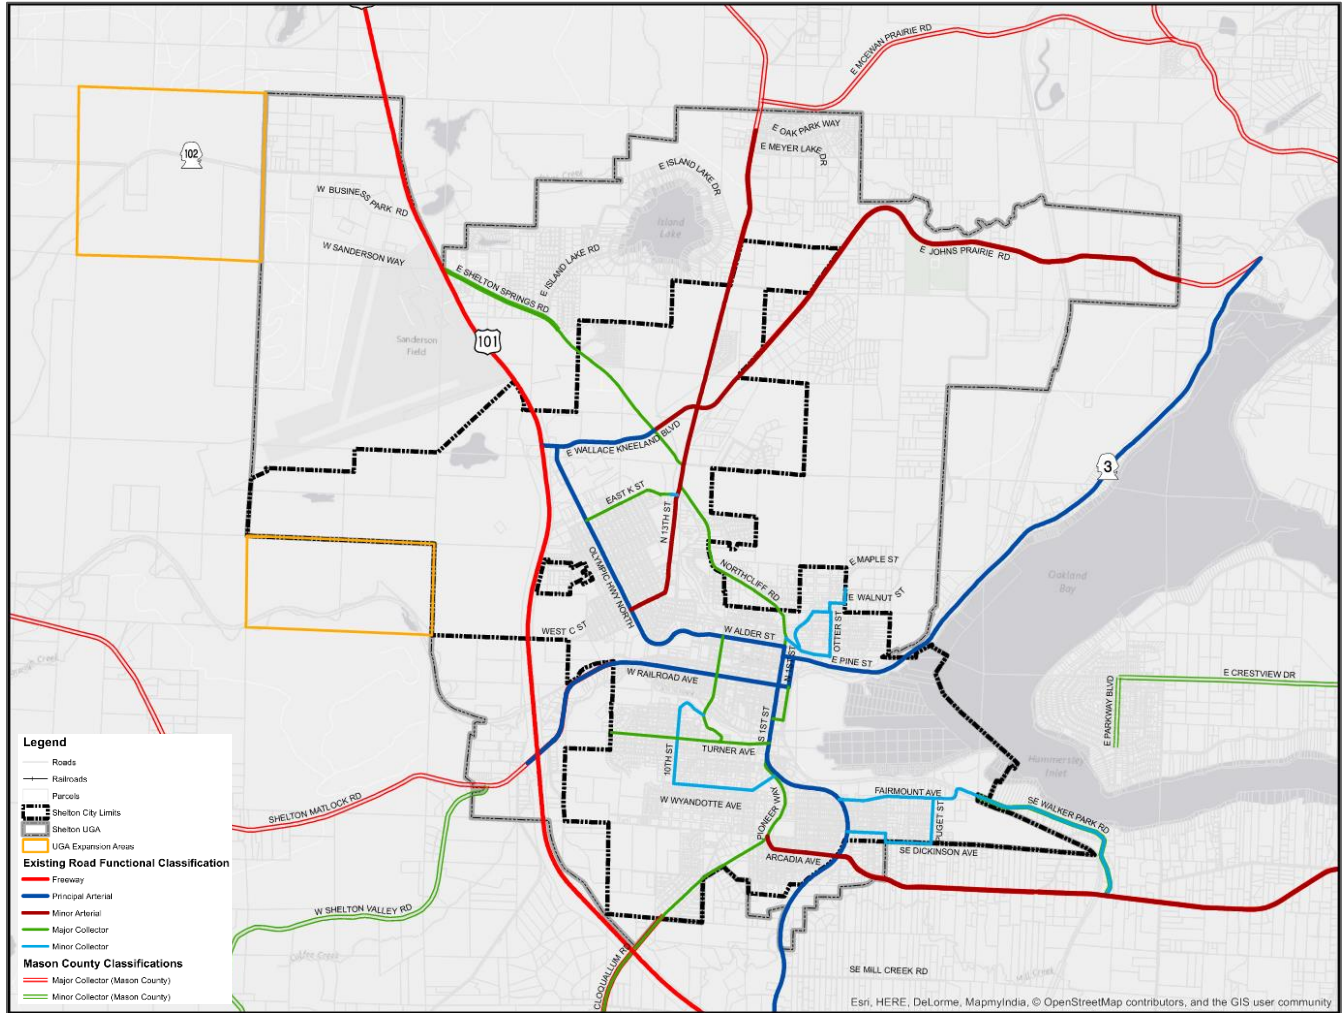 E MCEWAN PRAIRIE RD
E OAK PARK WAY
E MEYER LAKE DR
102
E ISLAND LAKE DR
W BUSINESS PARK RD
Island
Lake
W SANDERSON WAY
E ISLAND LAKE RD
E JOHNS PRAIRIE RD
E SHELTON SPRINGS RD
Sanderson
Field
101
E WALLACE KNEELAND BLVD
3
EAST K ST
N 13TH ST
OLYMPIC HWY NORTH
NORTHCLIFF RD
E MAPLE ST
Oakland
Bay
E WALNUT ST
OTTER ST
WEST C ST
W ALDER ST
N 1ST ST
E PINE ST
W RAILROAD AVE
E CRESTVIEW DR
E PARKWAY BLVD
S 1ST ST
TURNER AVE
10TH ST
Hammersley
Inlet
FAIRMOUNT AVE
PUGET ST
SE WALKER PARK RD
W WYANDOTTE AVE
PIONEER WAY
SHELTON MATLOCK RD
ARCADIA AVE
SE DICKINSON AVE
W SHELTON VALLEY RD
CLOQUALLUM RD
SE MILL CREEK RD
Legend
Roads
Railroads
Parcels
Shelton City Limits
Shelton UGA
UGA Expansion Areas
Existing Road Functional Classification
Freeway
Principal Arterial
Minor Arterial
Major Collector
Minor Collector
Mason County Classifications
Major Collector (Mason County)
Minor Collector (Mason County)
Esri, HERE, DeLorme, MapmyIndia, © OpenStreetMap contributors, and the GIS user community